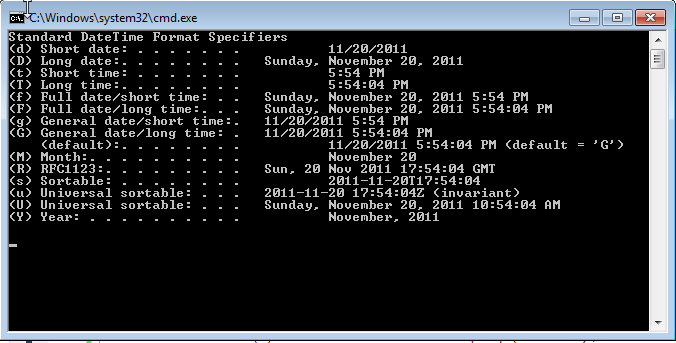 C:\Windows\system32\cmd.exe
Standard DateTime Format Specifiers
(d) Short date:. . . . . . . .           11/20/2011
(D) Long date:. . . . . . . .   Sunday, November 20, 2011
(t) Short time: . . . . . . .           5:54 PM
(T) Long time:. . . . . . . .           5:54:04 PM
(f) Full date/short time: . .   Sunday, November 20, 2011 5:54 PM
(F) Full date/long time:. . .   Sunday, November 20, 2011 5:54:04 PM
(g) General date/short time:.   11/20/2011 5:54 PM
(G) General date/long time: .   11/20/2011 5:54:04 PM
    (default):. . . . . . . .           11/20/2011 5:54:04 PM (default = 'G')
(M) Month:. . . . . . . . . .           November 20
(R) RFC1123:. . . . . . . . .   Sun, 20 Nov 2011 17:54:04 GMT
(s) Sortable: . . . . . . . .           2011-11-20T17:54:04
(u) Universal sortable: . . .   2011-11-20 17:54:04Z (invariant)
(U) Universal sortable: . . .   Sunday, November 20, 2011 10:54:04 AM
(Y) Year: . . . . . . . . . .           November, 2011